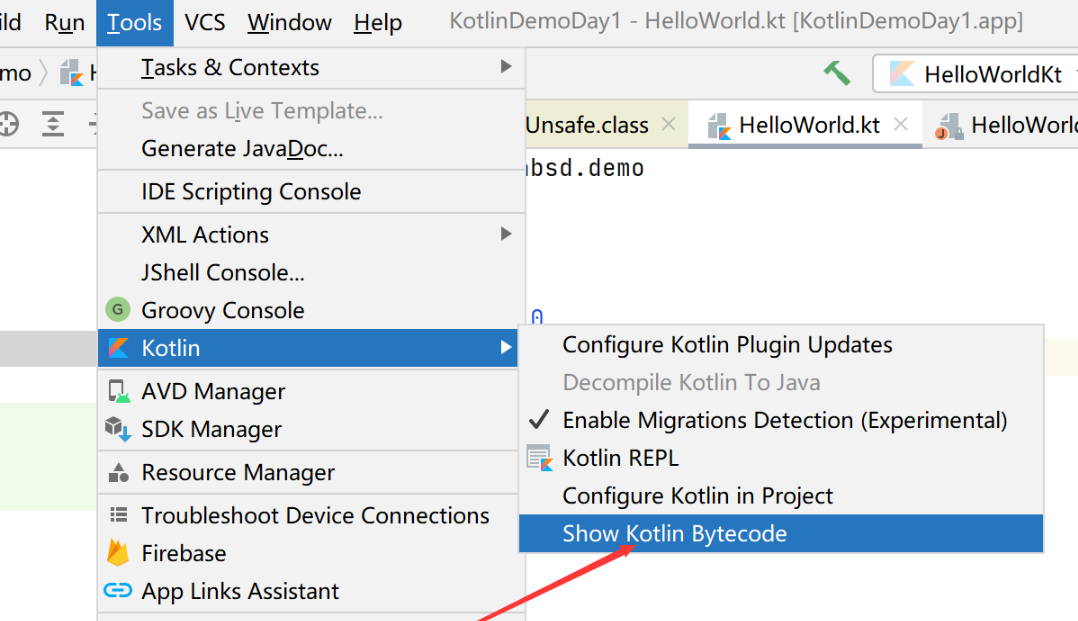 ild Run Tools VCS Window Help KotlinDemoDay1 - HelloWorld.kt [KotlinDemoDay1.app]
mo H HelloWorldKt
Unsafe.class HelloWorld.kt HelloWorld
bsd.demo
Tasks & Contexts
Save as Live Template...
Generate JavaDoc...
IDE Scripting Console
XML Actions
JShell Console...
G Groovy Console
0
Kotlin
AVD Manager
SDK Manager
Resource Manager
Troubleshoot Device Connections
Firebase
App Links Assistant
Configure Kotlin Plugin Updates
Decompile Kotlin To Java
Enable Migrations Detection (Experimental)
Kotlin REPL
Configure Kotlin in Project
Show Kotlin Bytecode